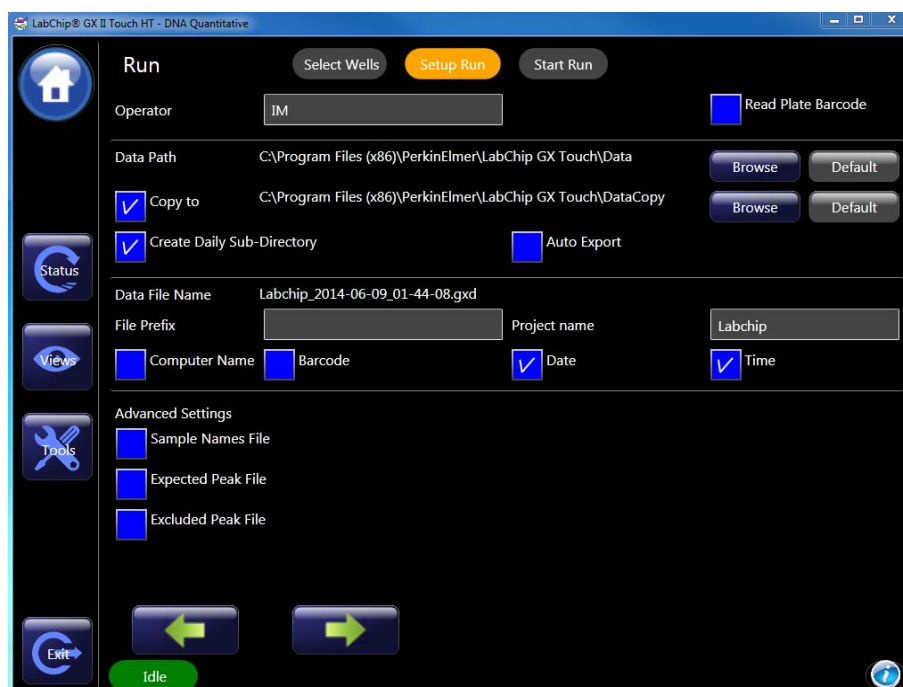 LabChip® GX II Touch HT - DNA Quantitative
Run
Select Wells
Setup Run
Start Run
Operator
IM
Read Plate Barcode
Data Path
C:\Program Files (x86)\PerkinElmer\LabChip GX Touch\Data
Browse
Default
Copy to
C:\Program Files (x86)\PerkinElmer\LabChip GX Touch\DataCopy
Browse
Default
Create Daily Sub-Directory
Auto Export
Status
Data File Name
Labchip_2014-06-09_01-44-08.gxd
File Prefix
Project name
Labchip
Views
Computer Name
Barcode
Date
Time
Advanced Settings
Sample Names File
Tools
Expected Peak File
Excluded Peak File
Exit
Idle